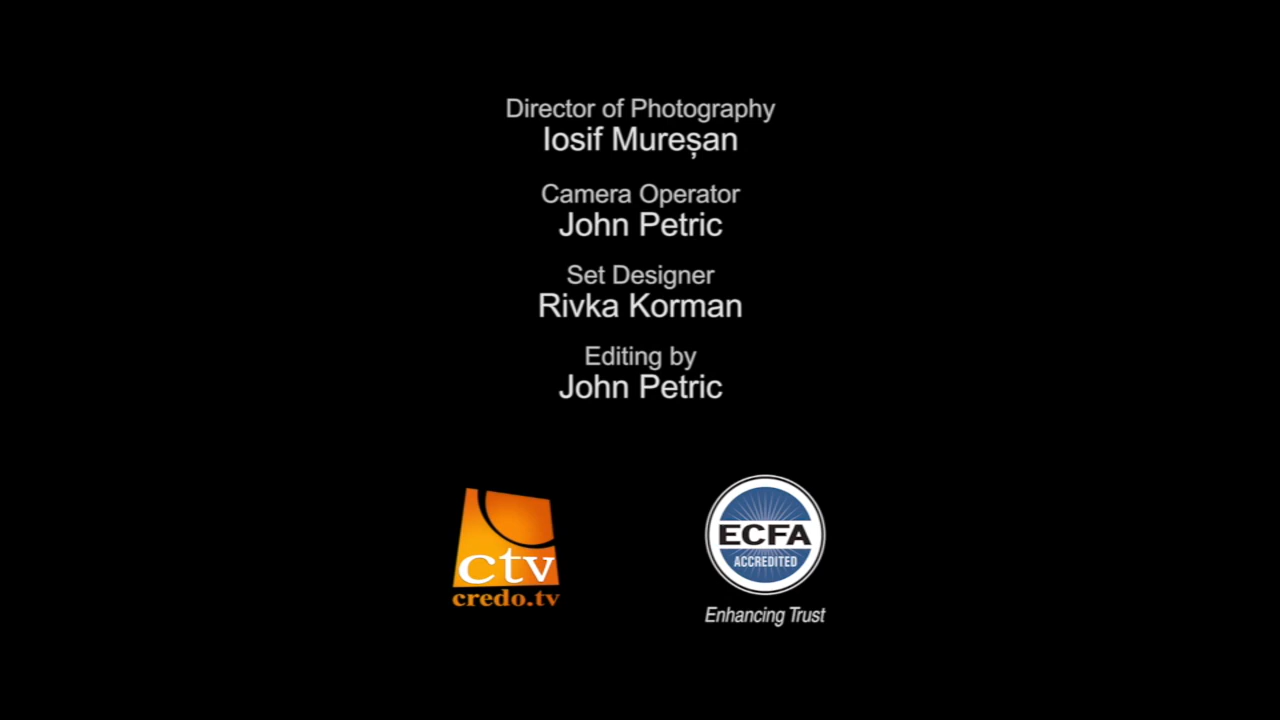 Director of Photography
Iosif Mureșan
Camera Operator
John Petric
Set Designer
Rivka Korman
Editing by
John Petric
ctv
credo.tv
ECFA
ACCREDITED
Enhancing Trust